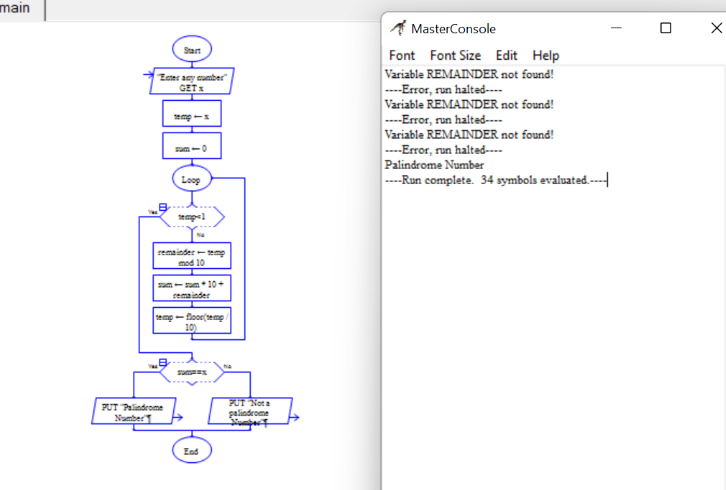 main
Start
"Enter any number"
GET x
temp ← x
sum ← 0
Loop
Yes
temp<1
No
remainder ← temp
mod 10
sum ← sum * 10 +
remainder
temp ← floor(temp /
10)
Yes
sum==x
No
PUT "Palindrome
Number"¶
PUT "Not a
palindrome
Number"¶
End
MasterConsole
Font Font Size Edit Help
Variable REMAINDER not found!
----Error, run halted----
Variable REMAINDER not found!
----Error, run halted----
Variable REMAINDER not found!
----Error, run halted----
Palindrome Number
----Run complete. 34 symbols evaluated.----